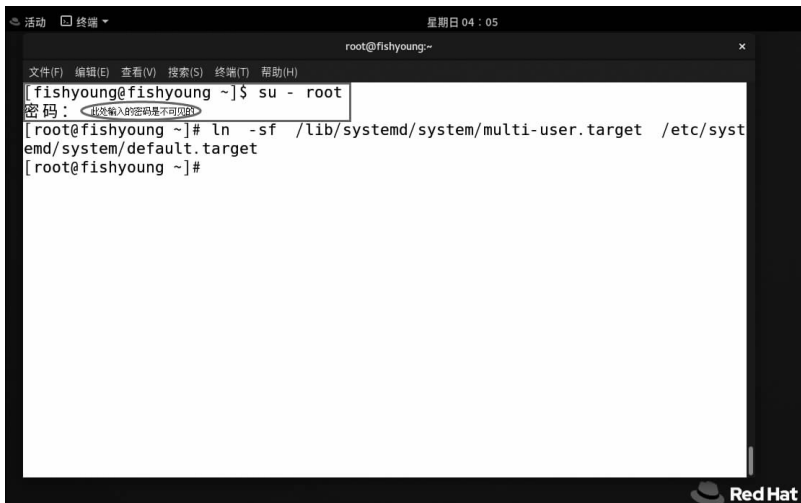 活动 终端 星期日 04：05
root@fishyoung:~ ×
文件(F) 编辑(E) 查看(V) 搜索(S) 终端(T) 帮助(H)
[fishyoung@fishyoung ~]$ su - root
密码： 此处输入的密码是不可见的
[root@fishyoung ~]# ln -sf /lib/systemd/system/multi-user.target /etc/syst
emd/system/default.target
[root@fishyoung ~]#
Red Hat